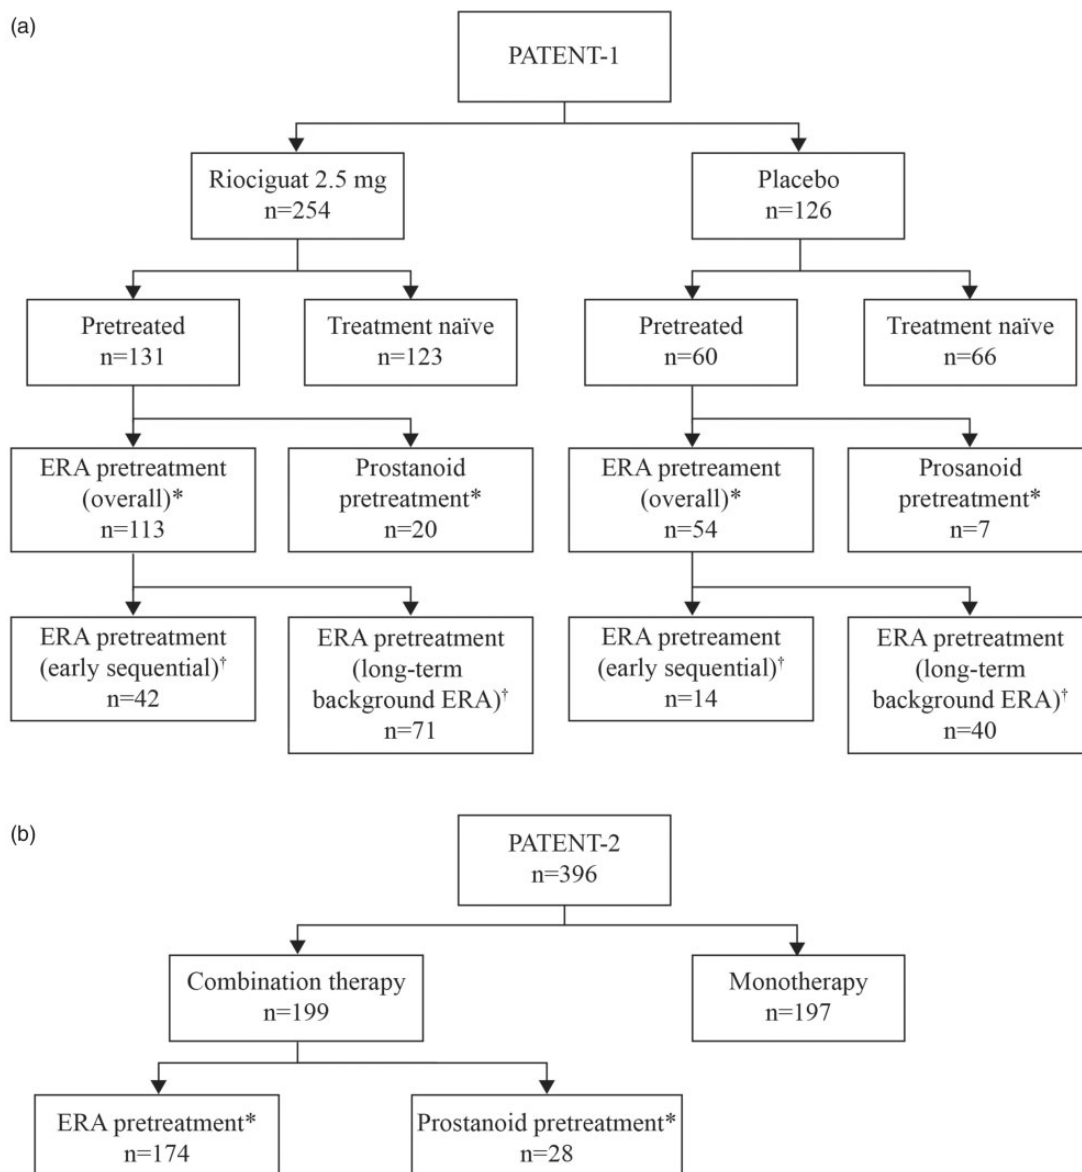 (a)
PATENT-1
Riociguat 2.5 mg
n=254
Placebo
n=126
Pretreated
n=131
Treatment naïve
n=123
Pretreated
n=60
Treatment naïve
n=66
ERA pretreatment
(overall)*
n=113
Prostanoid
pretreatment*
n=20
ERA pretreament
(overall)*
n=54
Prosanoid
pretreatment*
n=7
ERA pretreatment
(early sequential)†
n=42
ERA pretreatment
(long-term
background ERA)†
n=71
ERA pretreament
(early sequential)†
n=14
ERA pretreatment
(long-term
background ERA)†
n=40
(b)
PATENT-2
n=396
Combination therapy
n=199
Monotherapy
n=197
ERA pretreatment*
n=174
Prostanoid pretreatment*
n=28